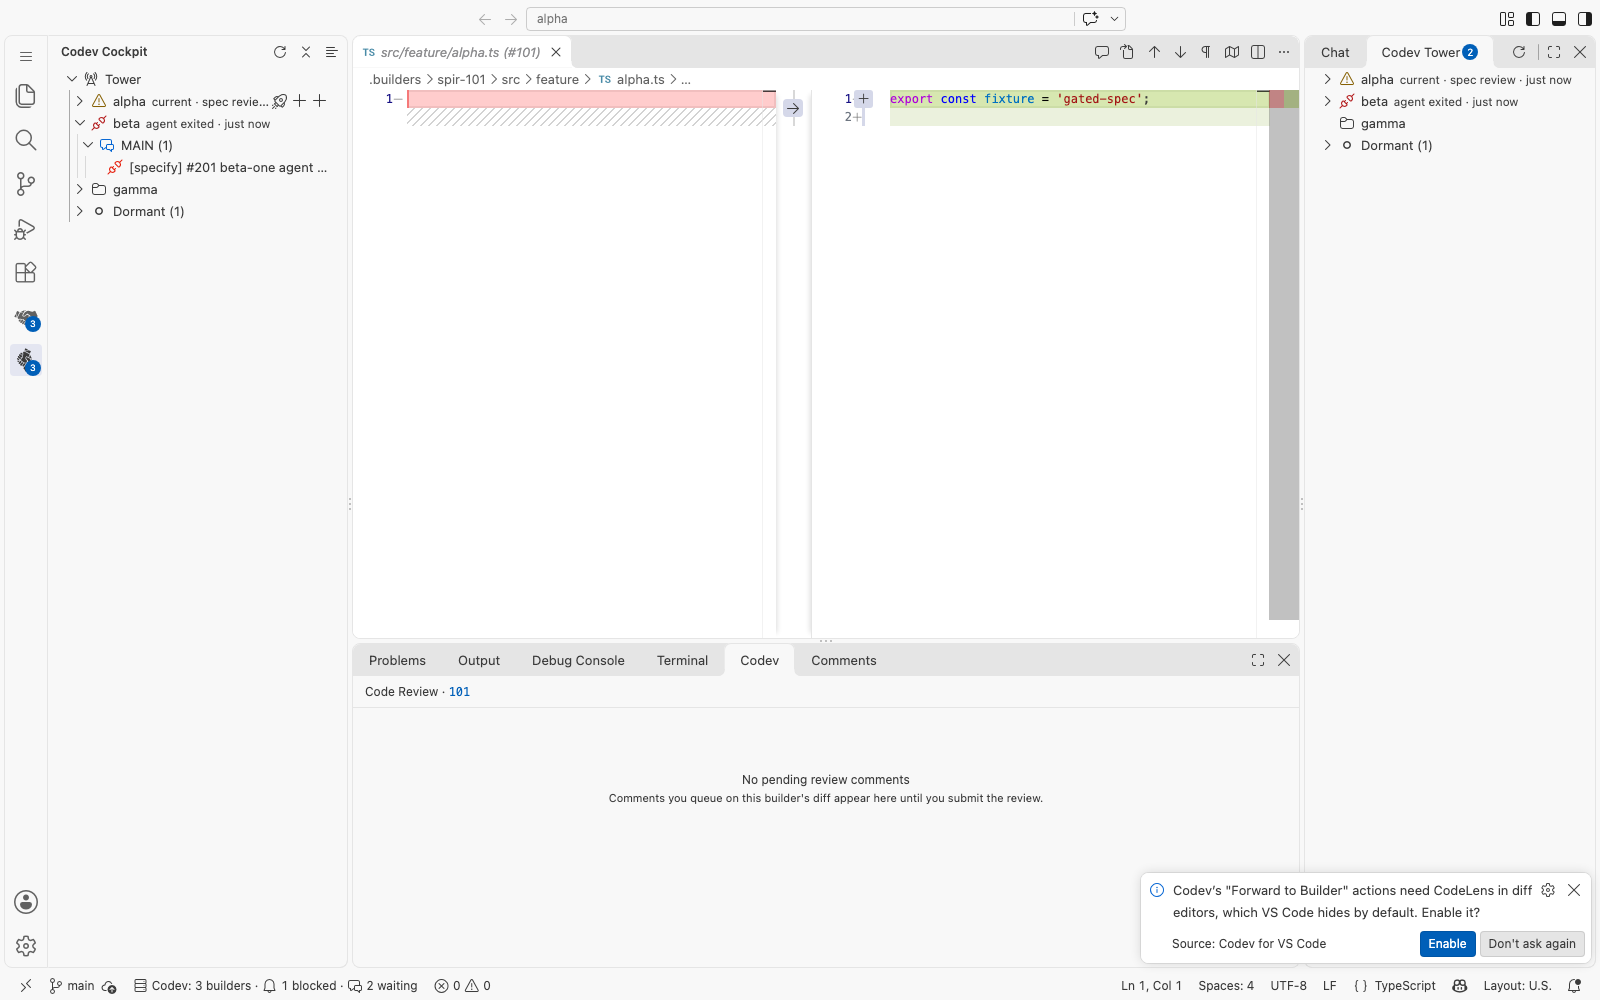 alpha
Codev Cockpit
Tower
alpha current · spec revie...
beta agent exited · just now
MAIN (1)
[specify] #201 beta-one agent ...
gamma
Dormant (1)
3
3
TS src/feature/alpha.ts (#101)
.builders > spir-101 > src > feature > TS alpha.ts > ...
1
1 export const fixture = 'gated-spec';
2
Problems Output Debug Console Terminal Codev Comments
Code Review · 101
No pending review comments
Comments you queue on this builder's diff appear here until you submit the review.
Chat Codev Tower 2
alpha current · spec review · just now
beta agent exited · just now
gamma
Dormant (1)
Codev's "Forward to Builder" actions need CodeLens in diff
editors, which VS Code hides by default. Enable it?
Source: Codev for VS Code Enable Don't ask again
main Codev: 3 builders · 1 blocked · 2 waiting 0 0 Ln 1, Col 1 Spaces: 4 UTF-8 LF { } TypeScript Layout: U.S.